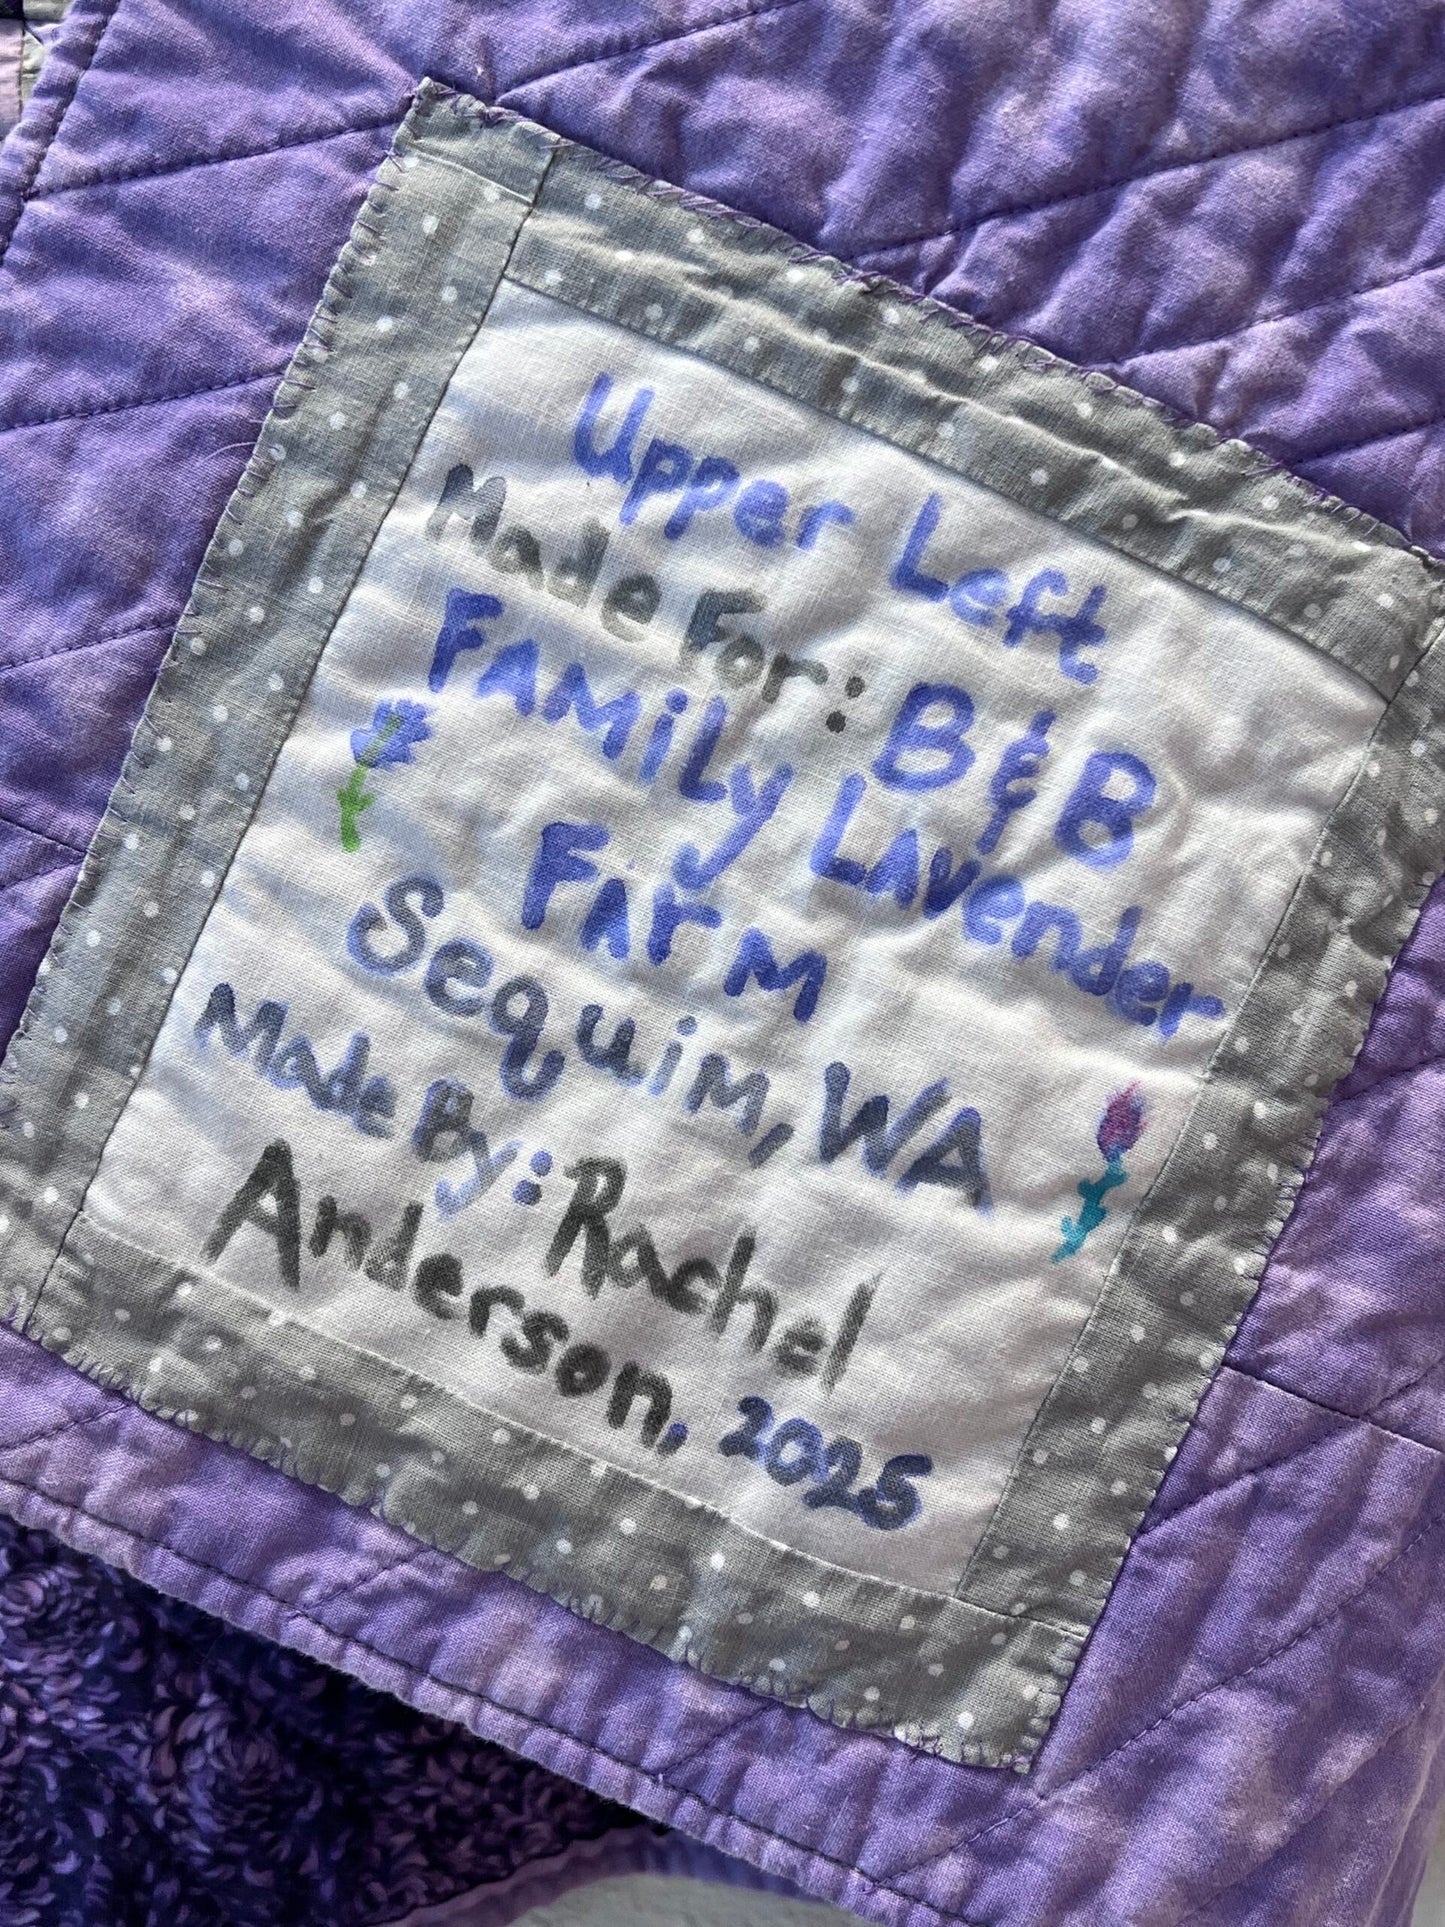 Upper Left
Made For: B & B
FAMiLy LAvender
FArM
Sequim, WA
Made By: Rachel
Anderson, 2025